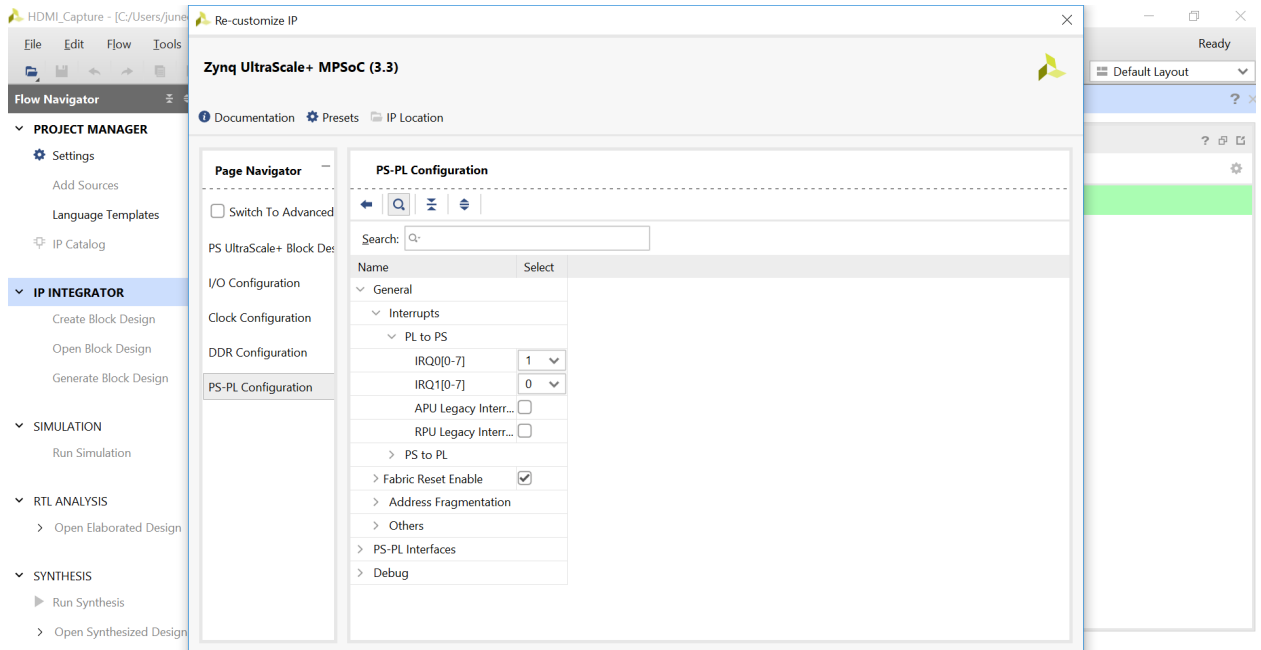 HDMI_Capture - [C:/Users/june
Re-customize IP
File Edit Flow Tools
Ready
Zynq UltraScale+ MPSoC (3.3)
Default Layout
Flow Navigator
?
Documentation Presets IP Location
PROJECT MANAGER
Settings
Add Sources
Language Templates
IP Catalog
IP INTEGRATOR
Create Block Design
Open Block Design
Generate Block Design
SIMULATION
Run Simulation
RTL ANALYSIS
Open Elaborated Design
SYNTHESIS
Run Synthesis
Open Synthesized Design
Page Navigator
Switch To Advanced
PS UltraScale+ Block Des
I/O Configuration
Clock Configuration
DDR Configuration
PS-PL Configuration
PS-PL Configuration
Search:
Name Select
General
Interrupts
PL to PS
IRQ0[0-7] 1
IRQ1[0-7] 0
APU Legacy Interr...
RPU Legacy Interr...
PS to PL
Fabric Reset Enable
Address Fragmentation
Others
PS-PL Interfaces
Debug
?